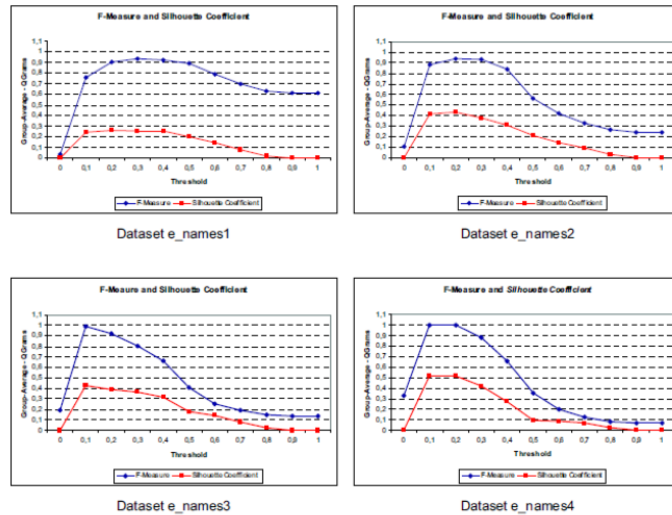 F-Measure and Silhouette Coefficient
Group-Average - QGrams
1,1
1
0,9
0,8
0,7
0,6
0,5
0,4
0,3
0,2
0,1
0
0 0,1 0,2 0,3 0,4 0,5 0,6 0,7 0,8 0,9 1
Threshold
F-Measure Silhouette Coefficient
Dataset e_names1
F-Measure and Silhouette Coefficient
Group-Average - QGrams
1,1
1
0,9
0,8
0,7
0,6
0,5
0,4
0,3
0,2
0,1
0
0 0,1 0,2 0,3 0,4 0,5 0,6 0,7 0,8 0,9 1
Threshold
F-Measure Silhouette Coefficient
Dataset e_names2
F-Meaure and Silhouette Coefficient
Group-Average - QGrams
1,1
1
0,9
0,8
0,7
0,6
0,5
0,4
0,3
0,2
0,1
0
0 0,1 0,2 0,3 0,4 0,5 0,6 0,7 0,8 0,9 1
Threshold
F-Measure Silhouette Coefficient
Dataset e_names3
F-Measure and Silhouette Coefficient
Group-Average - QGrams
1,1
1
0,9
0,8
0,7
0,6
0,5
0,4
0,3
0,2
0,1
0
0 0,1 0,2 0,3 0,4 0,5 0,6 0,7 0,8 0,9 1
Threshold
F-Measure Silhouette Coefficient
Dataset e_names4